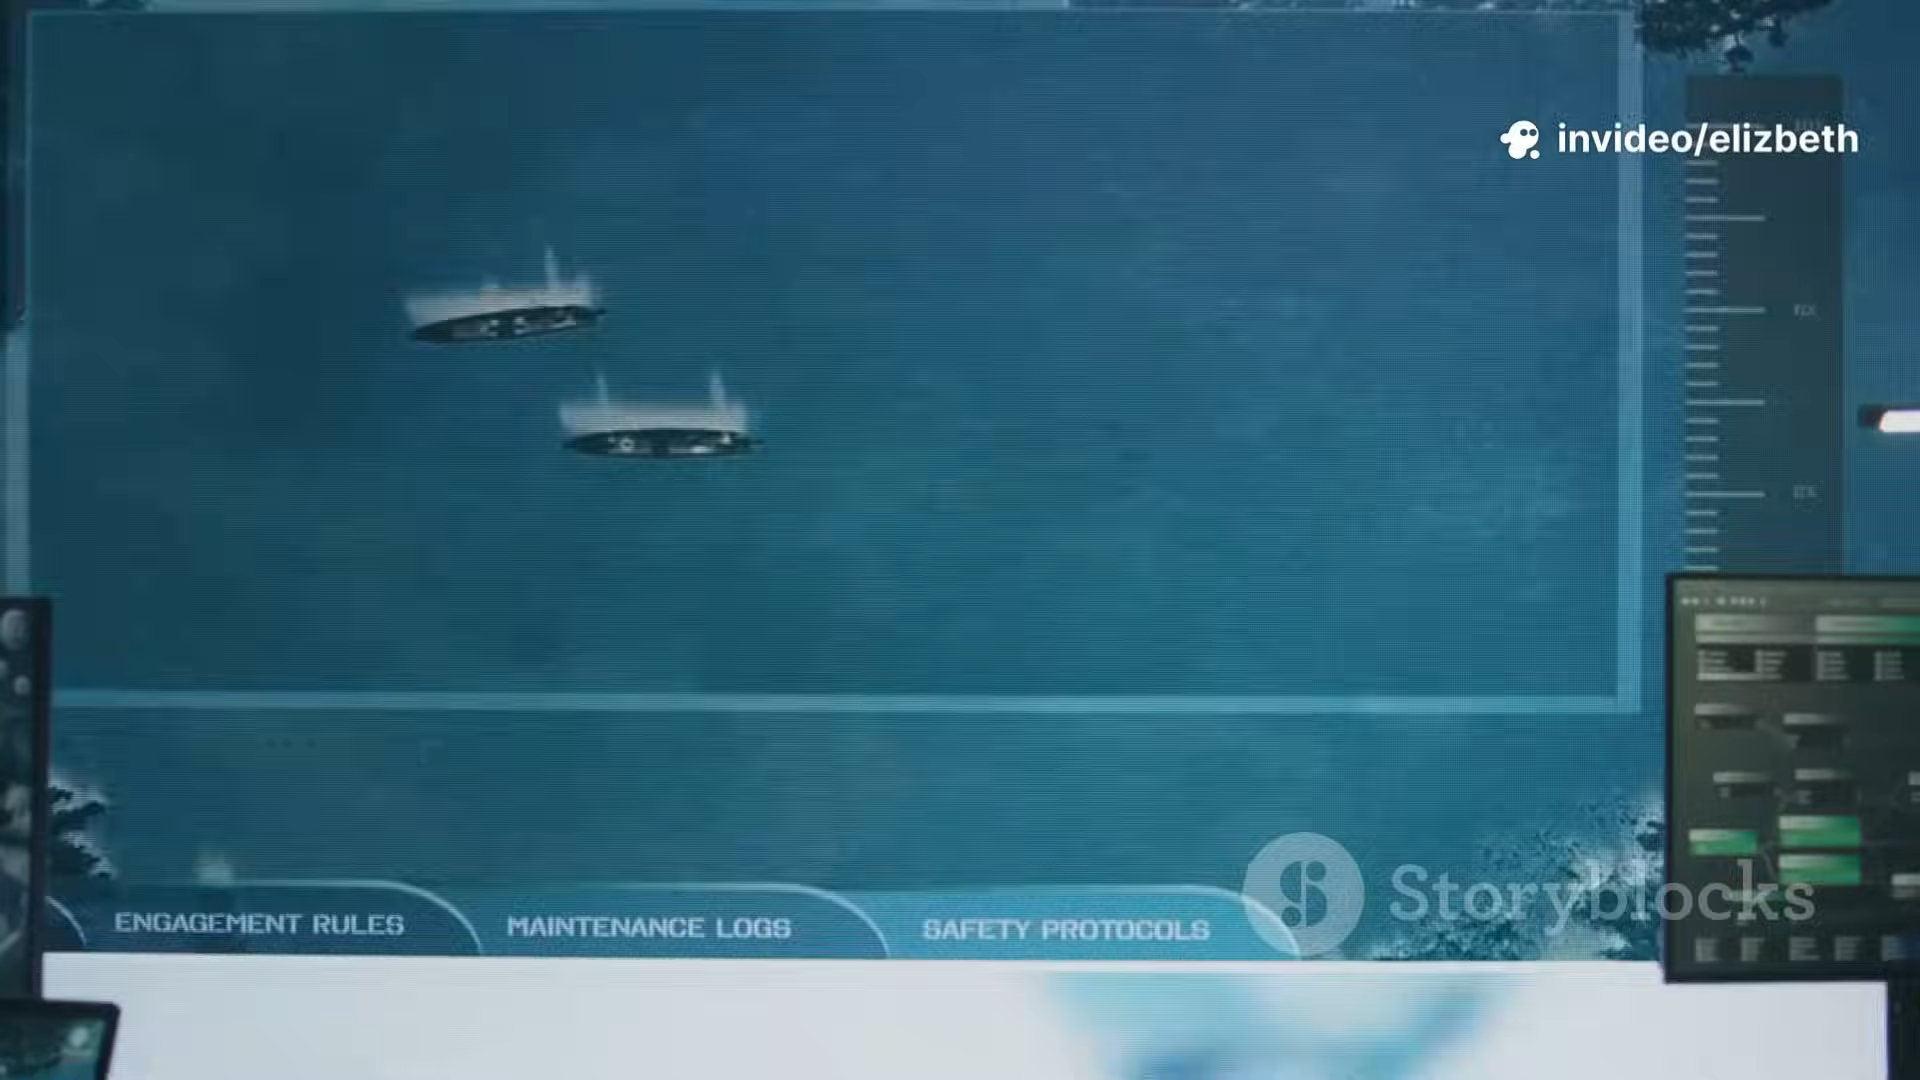 invideo/elizbeth
ENGAGEMENT RULES
MAINTENANCE LOGS
SAFETY PROTOCOLS
Storyblocks